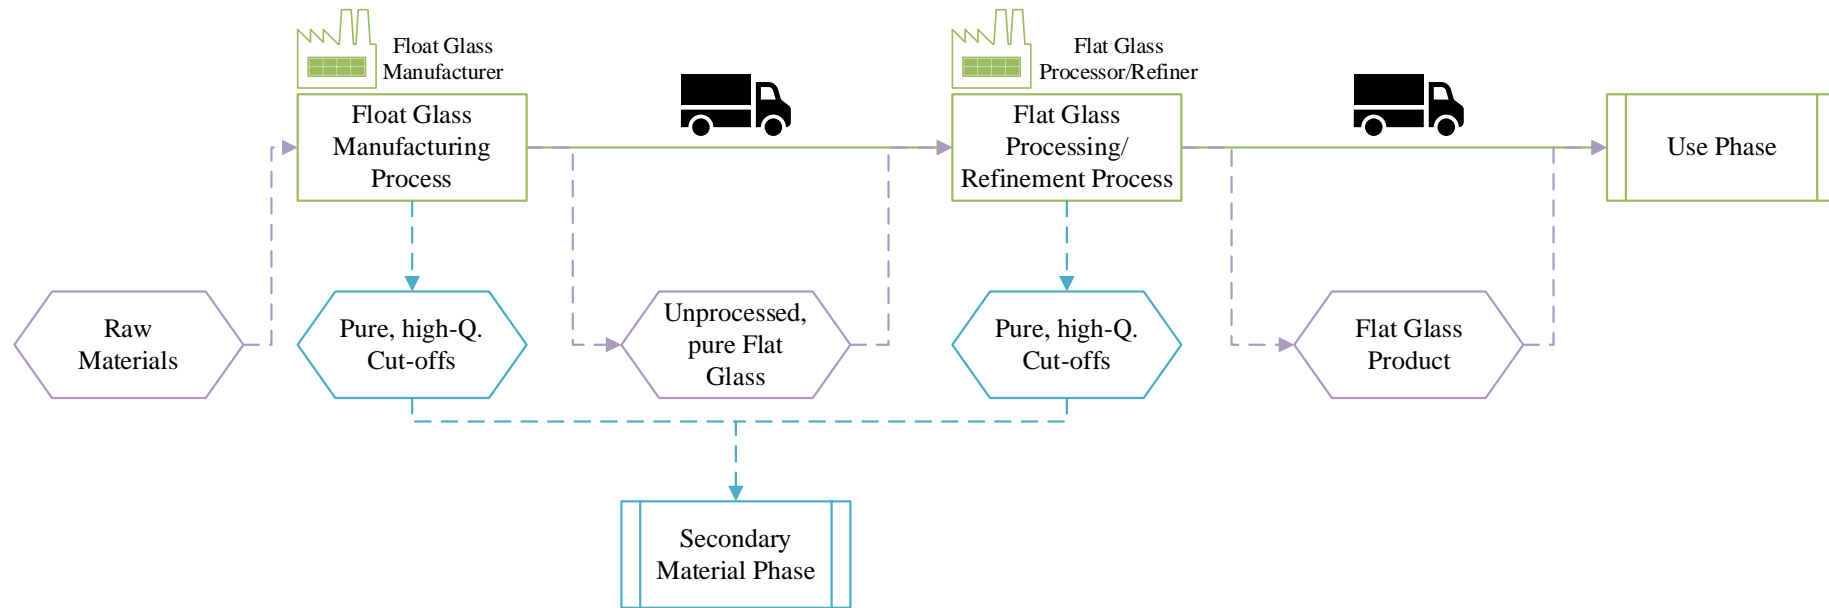 Float Glass
Manufacturer
Flat Glass
Processor/Refiner
Float Glass
Manufacturing
Process
Flat Glass
Processing/
Refinement Process
Use Phase
Raw
Materials
Pure, high-Q.
Cut-offs
Unprocessed,
pure Flat
Glass
Pure, high-Q.
Cut-offs
Flat Glass
Product
Secondary
Material Phase